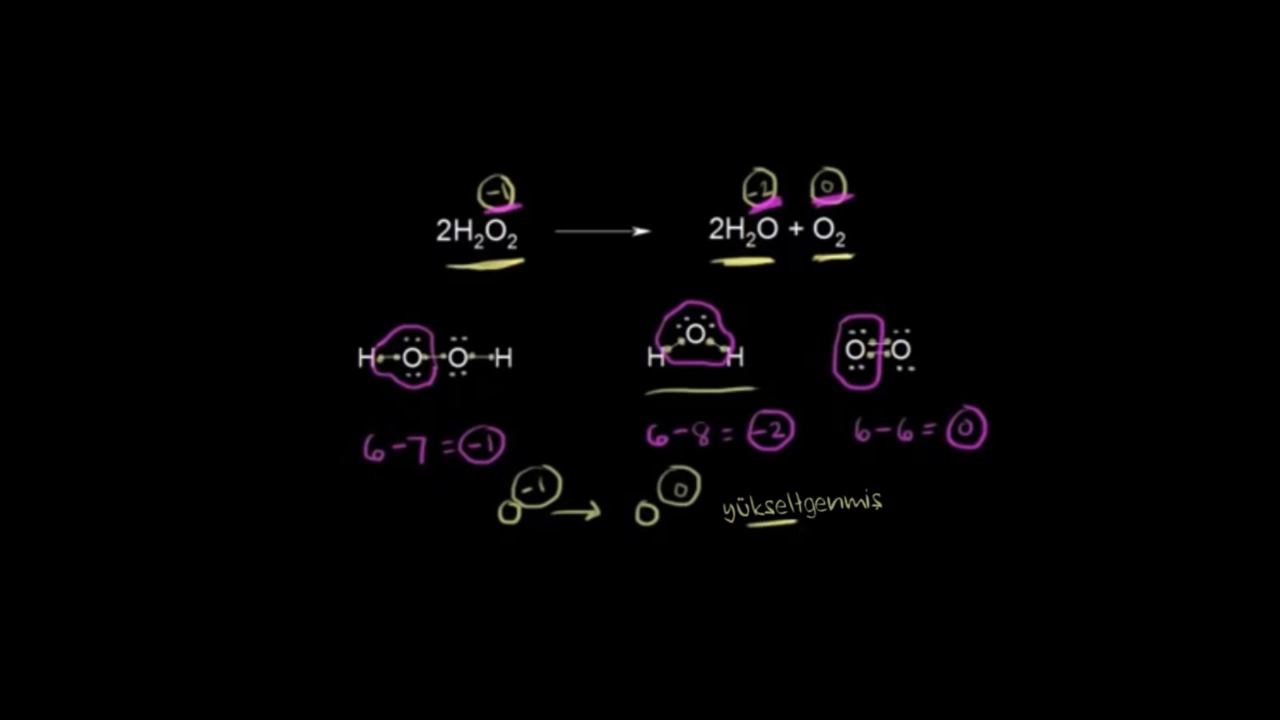 -1 -2 0
2H₂O₂ → 2H₂O + O₂
H O O H H O H O O
6-7 = -1 6-8 = -2 6-6 = 0
O -1 → O 0 yükseltgenmiş